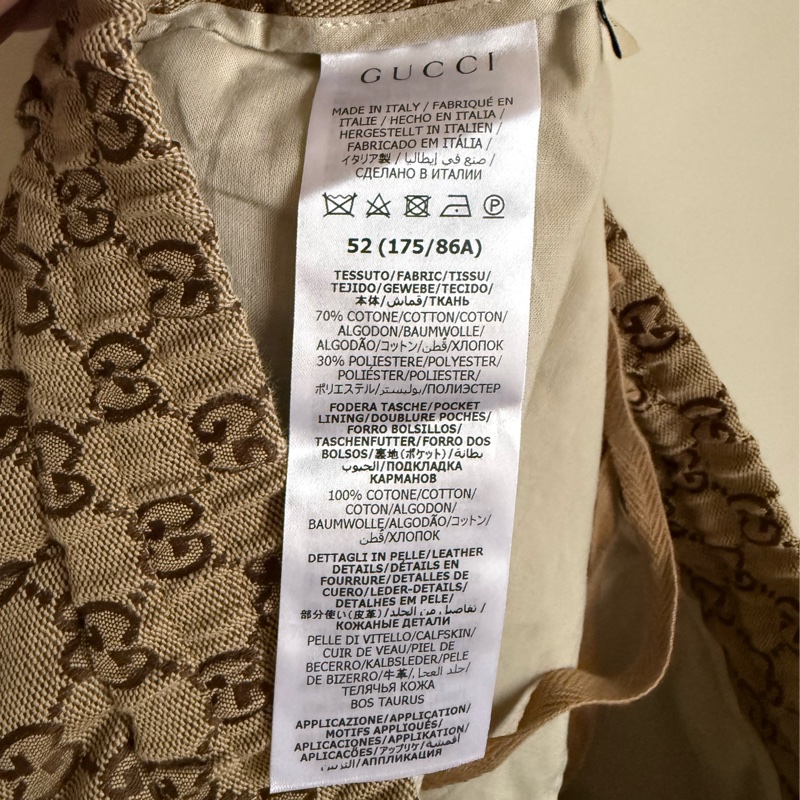 GUCCI
MADE IN ITALY / FABRIQUÉ EN
ITALIE / HECHO EN ITALIA /
HERGESTELLT IN ITALIEN /
FABRICADO EM ITÁLIA /
イタリア製 / صنع في إيطاليا /
СДЕЛАНО В ИТАЛИИ
P
52 (175/86A)
TESSUTO/FABRIC/TISSU/
TEJIDO/GEWEBE/TECIDO/
本体/قماش/ТКАНЬ
70% COTONE/COTTON/COTON/
ALGODON/BAUMWOLLE/
ALGODÃO/コットン/قطن/ХЛОПОК
30% POLIESTERE/POLYESTER/
POLIÉSTER/POLIESTER/
ポリエステル/بوليستر/ПОЛИЭСТЕР
FODERA TASCHE/POCKET
LINING/DOUBLURE POCHES/
FORRO BOLSILLOS/
TASCHENFUTTER/FORRO DOS
BOLSOS/裏地(ポケット)/بطانة
الجيوب/ПОДКЛАДКА
КАРМАНОВ
100% COTONE/COTTON/
COTON/ALGODON/
BAUMWOLLE/ALGODÃO/コットン/
قطن/ХЛОПОК
DETTAGLI IN PELLE/LEATHER
DETAILS/DÉTAILS EN
FOURRURE/DETALLES DE
CUERO/LEDER-DETAILS/
DETALHES EM PELE/
部分使い(皮革)/تفاصيل من الجلد/
КОЖАНЫЕ ДЕТАЛИ
PELLE DI VITELLO/CALFSKIN/
CUIR DE VEAU/PIEL DE
BECERRO/KALBSLEDER/PELE
DE BIZERRO/牛革/جلد العجل/
ТЕЛЯЧЬЯ КОЖА
BOS TAURUS
APPLICAZIONE/APPLICATION/
MOTIFS APPLIQUÉS/
APLICACIONES/APPLIKATION/
APLICAÇÕES/アップリケ/أقمشة
/АППЛИКАЦИЯ